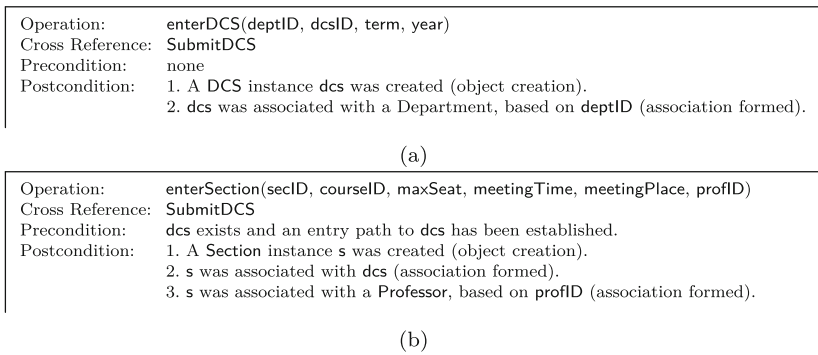 Operation: enterDCS(deptID, dcsID, term, year)
Cross Reference: SubmitDCS
Precondition: none
Postcondition: 1. A DCS instance dcs was created (object creation).
2. dcs was associated with a Department, based on deptID (association formed).
(a)
Operation: enterSection(secID, courseID, maxSeat, meetingTime, meetingPlace, profID)
Cross Reference: SubmitDCS
Precondition: dcs exists and an entry path to dcs has been established.
Postcondition: 1. A Section instance s was created (object creation).
2. s was associated with dcs (association formed).
3. s was associated with a Professor, based on profID (association formed).
(b)